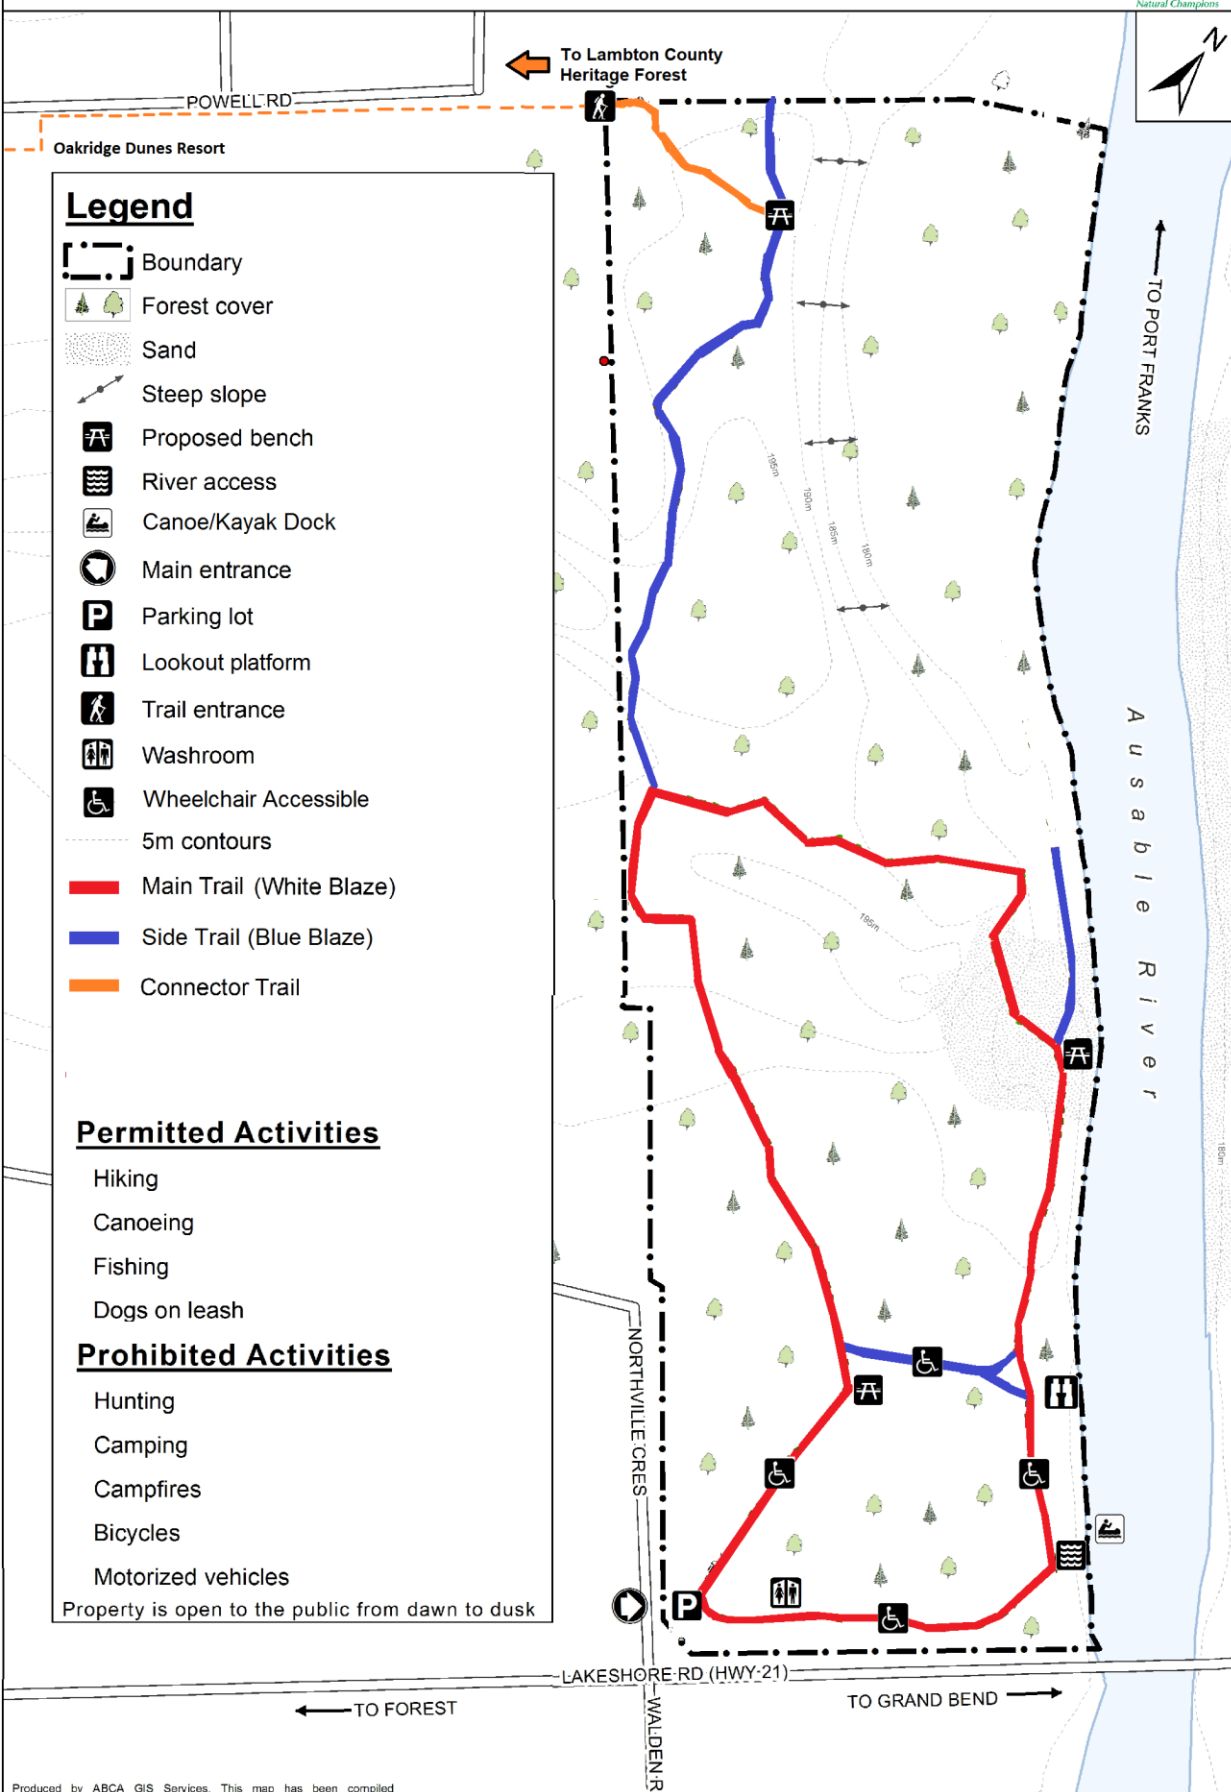 Natural Champions
N
To Lambton County
Heritage Forest
POWELL RD
Oakridge Dunes Resort
Legend
Boundary
Forest cover
Sand
Steep slope
Proposed bench
River access
Canoe/Kayak Dock
Main entrance
P
Parking lot
Lookout platform
Trail entrance
Washroom
Wheelchair Accessible
5m contours
Main Trail (White Blaze)
Side Trail (Blue Blaze)
Connector Trail
Permitted Activities
Hiking
Canoeing
Fishing
Dogs on leash
Prohibited Activities
Hunting
Camping
Campfires
Bicycles
Motorized vehicles
Property is open to the public from dawn to dusk
TO PORT FRANKS
195m
190m
185m
180m
Ausable River
195m
180m
NORTHVILLE CRES
P
LAKESHORE RD (HWY-21)
TO FOREST
TO GRAND BEND
WALDEN R
Produced by ABCA GIS Services. This map has been compiled